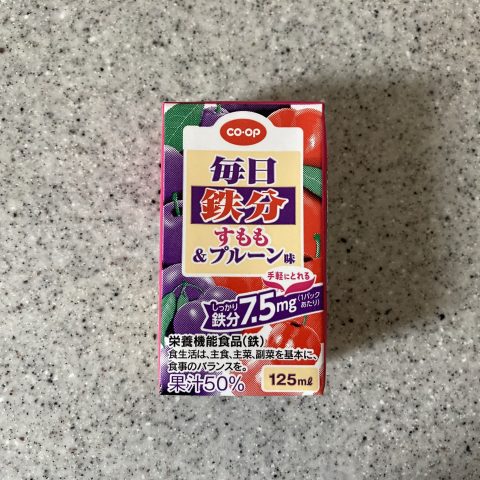 CO·OP
毎日
鉄分
すもも
&プルーン味
手軽にとれる
しっかり
鉄分7.5mg(1パックあたり)
栄養機能食品(鉄)
食生活は、主食、主菜、副菜を基本に、
食事のバランスを。
果汁50%
125mℓ